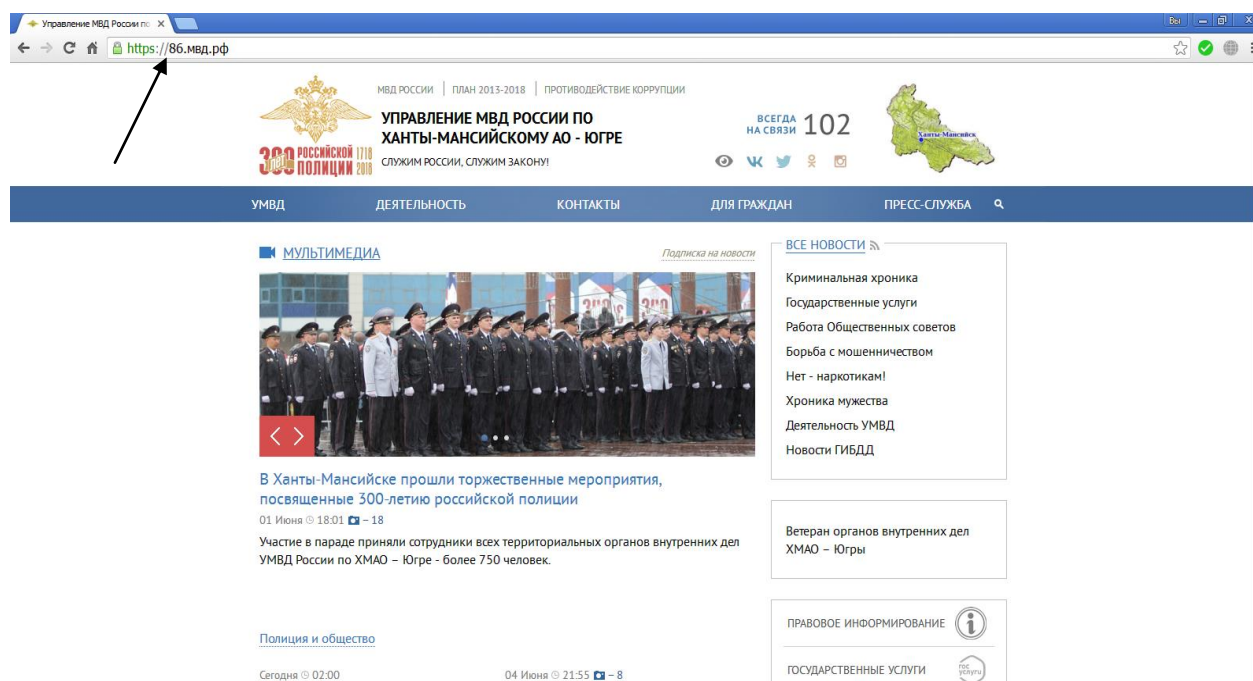 Управление МВД России по
Вы
https://86.мвд.рф
МВД РОССИИ | ПЛАН 2013-2018 | ПРОТИВОДЕЙСТВИЕ КОРРУПЦИИ
УПРАВЛЕНИЕ МВД РОССИИ ПО
ХАНТЫ-МАНСИЙСКОМУ АО - ЮГРЕ
СЛУЖИМ РОССИИ, СЛУЖИМ ЗАКОНУ!
300 лет РОССИЙСКОЙ 1718
ПОЛИЦИИ 2018
ВСЕГДА
НА СВЯЗИ 102
Ханты-Мансийск
УМВД ДЕЯТЕЛЬНОСТЬ КОНТАКТЫ ДЛЯ ГРАЖДАН ПРЕСС-СЛУЖБА
МУЛЬТИМЕДИА
Подписка на новости
В Ханты-Мансийске прошли торжественные мероприятия,
посвященные 300-летию российской полиции
01 Июня 18:01 – 18
Участие в параде приняли сотрудники всех территориальных органов внутренних дел
УМВД России по ХМАО – Югре - более 750 человек.
Полиция и общество
Сегодня 02:00
04 Июня 21:55 – 8
ВСЕ НОВОСТИ
Криминальная хроника
Государственные услуги
Работа Общественных советов
Борьба с мошенничеством
Нет - наркотикам!
Хроника мужества
Деятельность УМВД
Новости ГИБДД
Ветеран органов внутренних дел
ХМАО – Югры
ПРАВОВОЕ ИНФОРМИРОВАНИЕ
ГОСУДАРСТВЕННЫЕ УСЛУГИ
гос
услуги